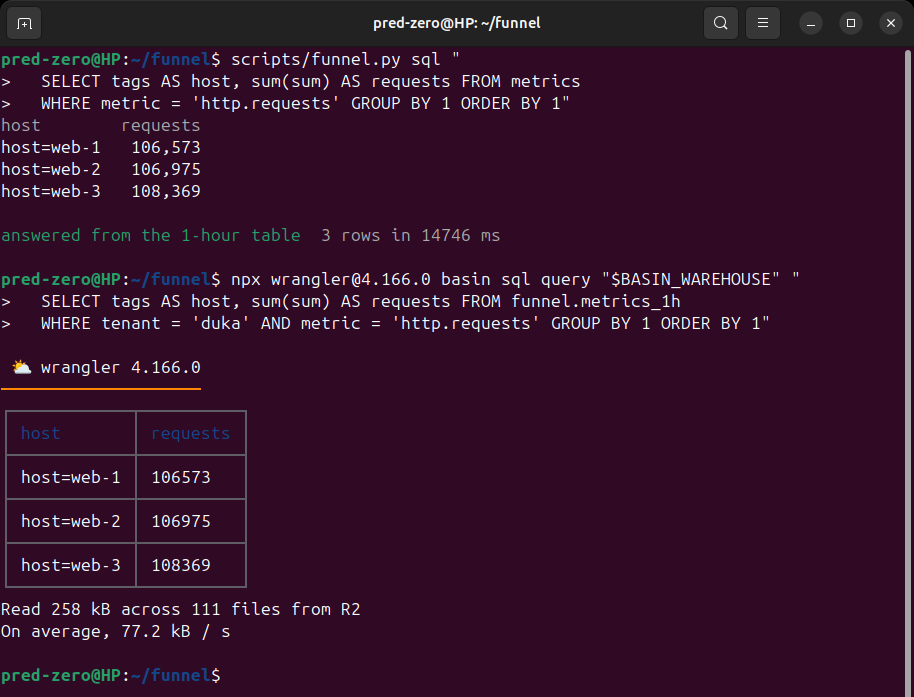 pred-zero@HP: ~/funnel
pred-zero@HP:~/funnel$ scripts/funnel.py sql "
>   SELECT tags AS host, sum(sum) AS requests FROM metrics
>   WHERE metric = 'http.requests' GROUP BY 1 ORDER BY 1"
host        requests
host=web-1   106,573
host=web-2   106,975
host=web-3   108,369
answered from the 1-hour table  3 rows in 14746 ms
pred-zero@HP:~/funnel$ npx wrangler@4.166.0 basin sql query "$BASIN_WAREHOUSE" "
>   SELECT tags AS host, sum(sum) AS requests FROM funnel.metrics_1h
>   WHERE tenant = 'duka' AND metric = 'http.requests' GROUP BY 1 ORDER BY 1"
⛅ wrangler 4.166.0
host requests
host=web-1 106573
host=web-2 106975
host=web-3 108369
Read 258 kB across 111 files from R2
On average, 77.2 kB / s
pred-zero@HP:~/funnel$